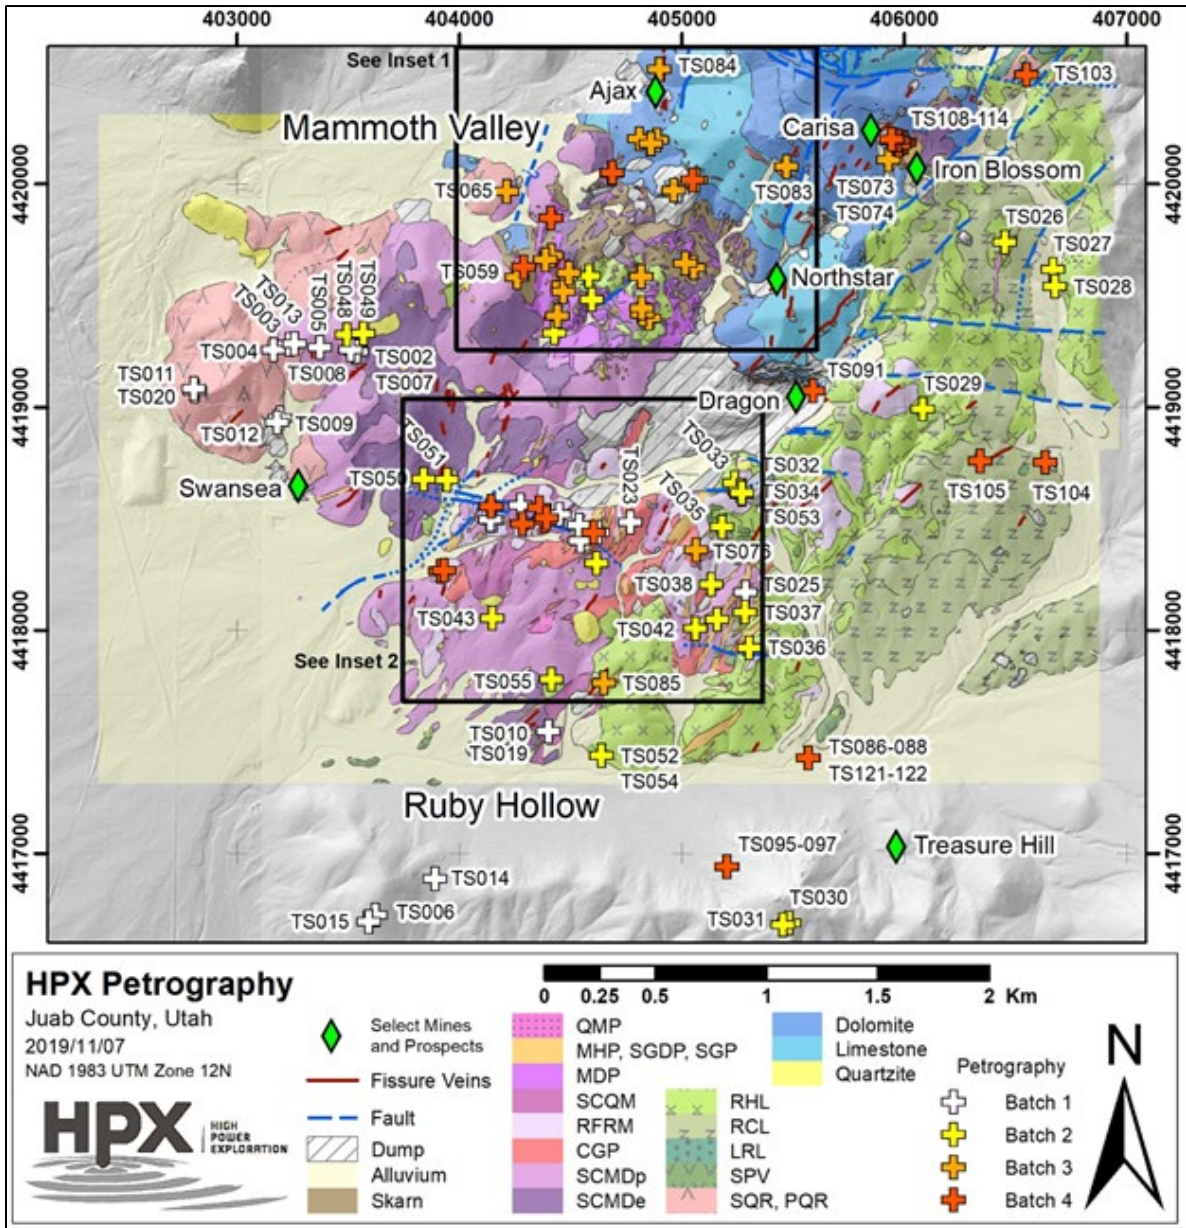 403000
404000
405000
406000
407000
See Inset 1
TS084
Ajax
TS103
Mammoth Valley
Carisa
TS108-114
4420000
4420000
TS065
TS083
TS073
TS074
Iron Blossom
TS026
TS027
TS059
Northstar
TS028
TS013
TS003
TS005
TS048
TS049
TS004
TS008
TS002
TS007
TS011
TS020
TS091
TS029
4419000
4419000
Dragon
TS012
TS009
TS051
TS033
TS050
TS023
TS032
Swansea
TS035
TS034
TS053
TS105
TS104
TS076
TS038
TS025
TS043
TS042
TS037
4418000
4418000
TS036
See Inset 2
TS055
TS085
TS010
TS019
TS052
TS054
TS086-088
TS121-122
Ruby Hollow
TS095-097
Treasure Hill
4417000
4417000
TS014
TS006
TS015
TS030
TS031
HPX Petrography
Juab County, Utah
2019/11/07
NAD 1983 UTM Zone 12N
HPX
HIGH
POWER
EXPLORATION
Select Mines
and Prospects
Fissure Veins
Fault
Dump
Alluvium
Skarn
0 0.25 0.5 1 1.5 2 Km
QMP
MHP, SGDP, SGP
MDP
SCQM
RFRM
CGP
SCMDp
SCMDe
RHL
RCL
LRL
SPV
SQR, PQR
Dolomite
Limestone
Quartzite
Petrography
Batch 1
Batch 2
Batch 3
Batch 4
N